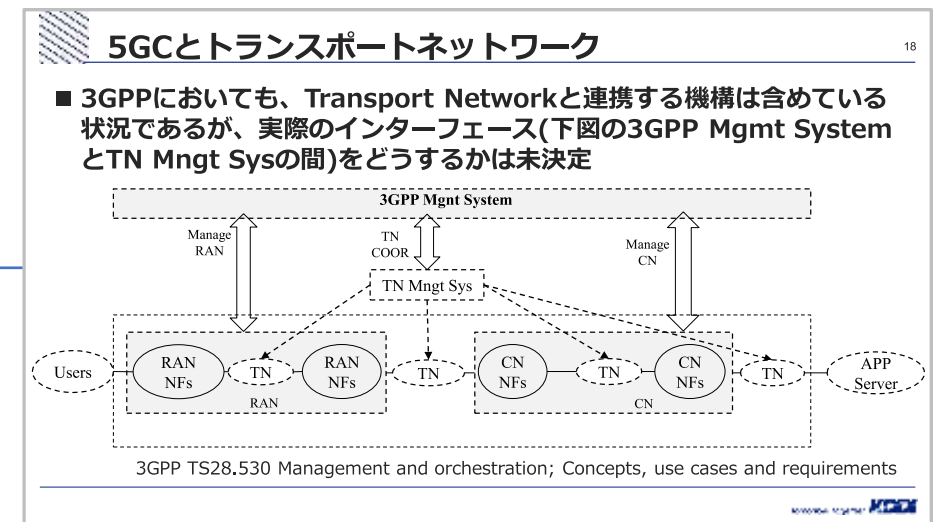 5GCとトランスポートネットワーク
18
■ 3GPPにおいても、Transport Networkと連携する機構は含めている
状況であるが、実際のインターフェース(下図の3GPP Mgmt System
とTN Mngt Sysの間)をどうするかは未決定
3GPP Mgnt System
Manage
RAN
TN
COOR
Manage
CN
TN Mngt Sys
Users
RAN
NFs
TN
RAN
NFs
TN
CN
NFs
TN
CN
NFs
TN
APP
Server
RAN
CN
3GPP TS28.530 Management and orchestration; Concepts, use cases and requirements
KDDI